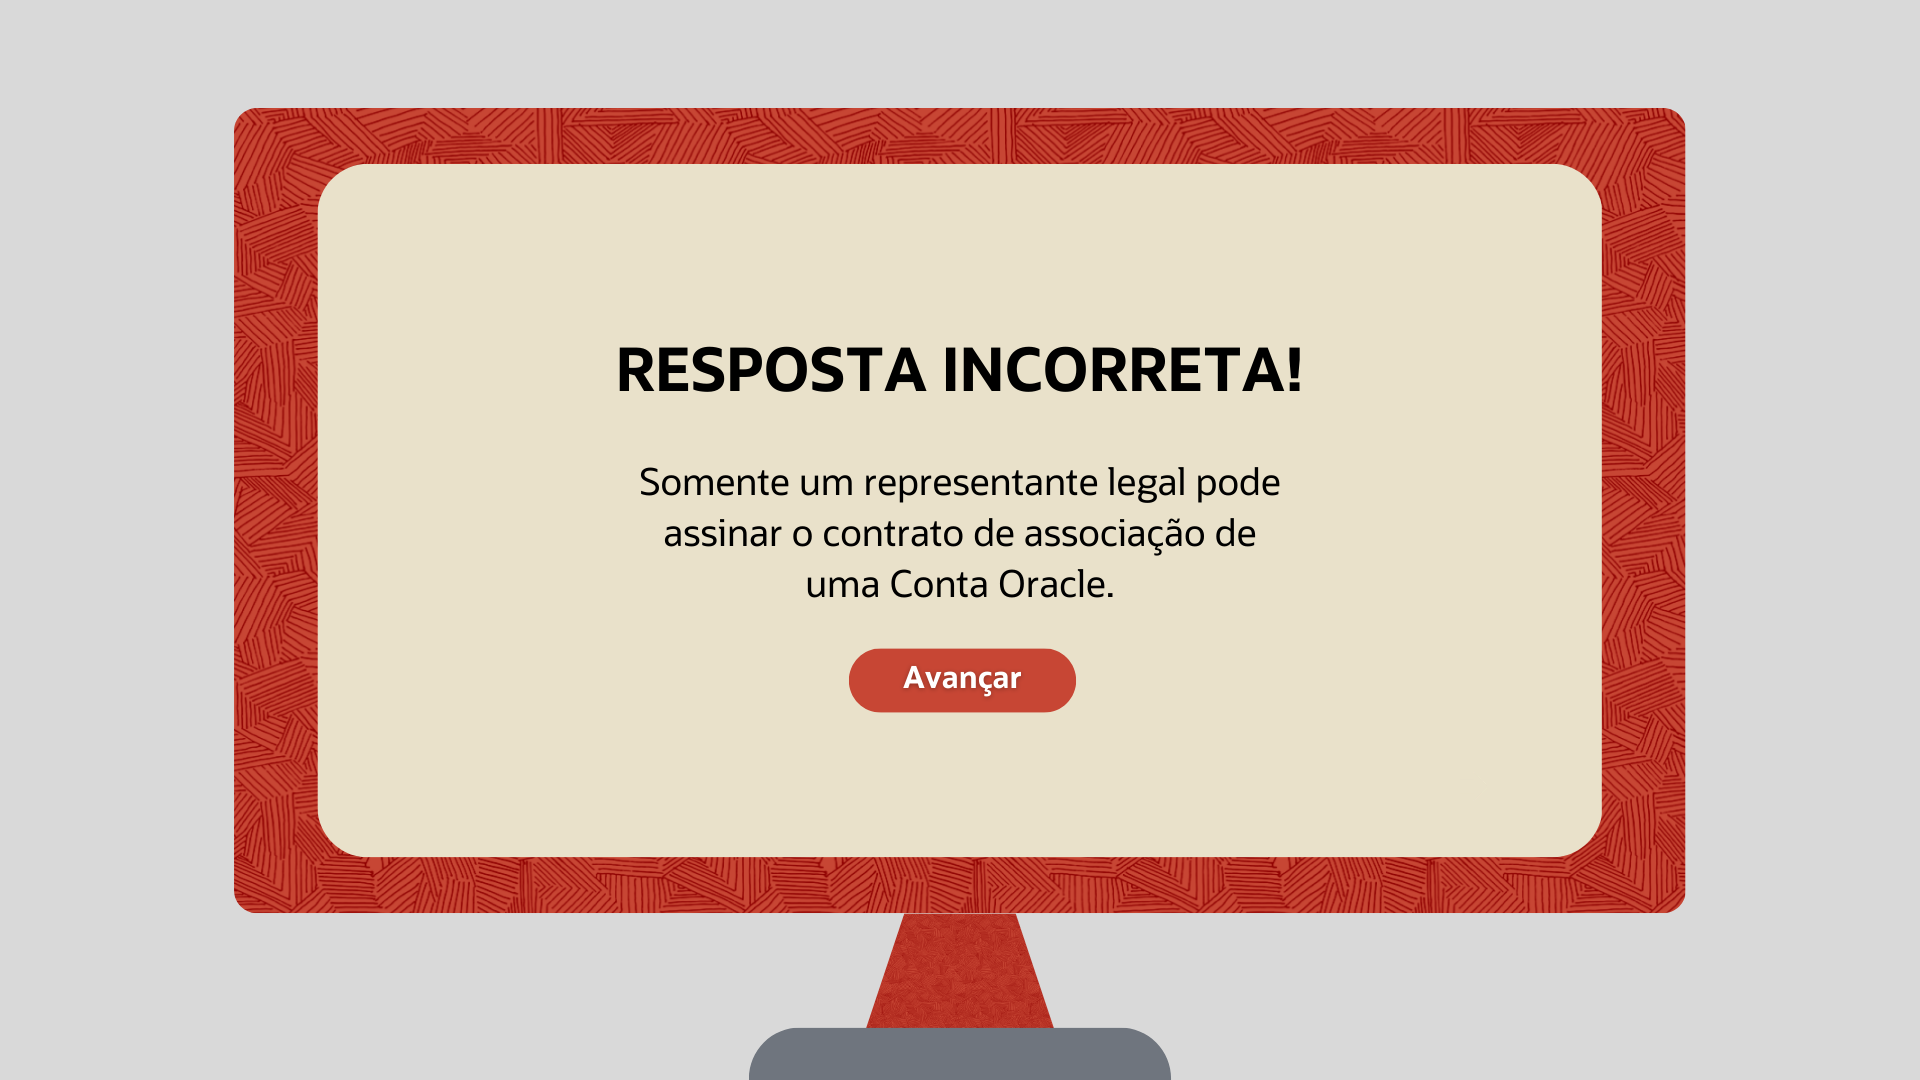 RESPOSTA INCORRETA!
Somente um representante legal pode
assinar o contrato de associação de
uma Conta Oracle.
Avançar